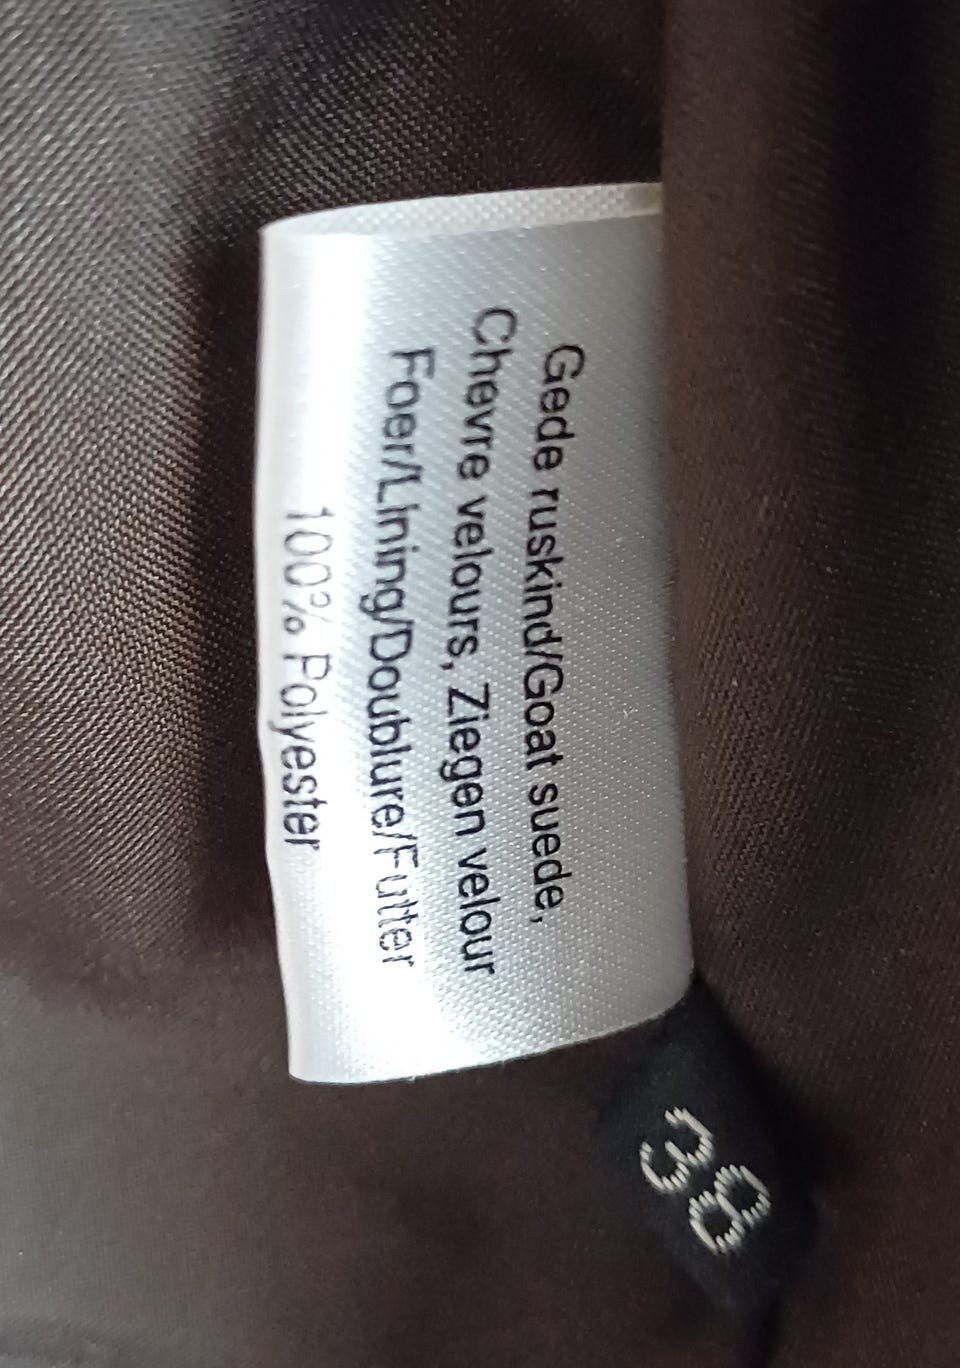 Gede ruskind/Goat suede,
Chevre velours, Ziegen velour
Foer/Lining/Doublure/Futter
100% Polyester
38